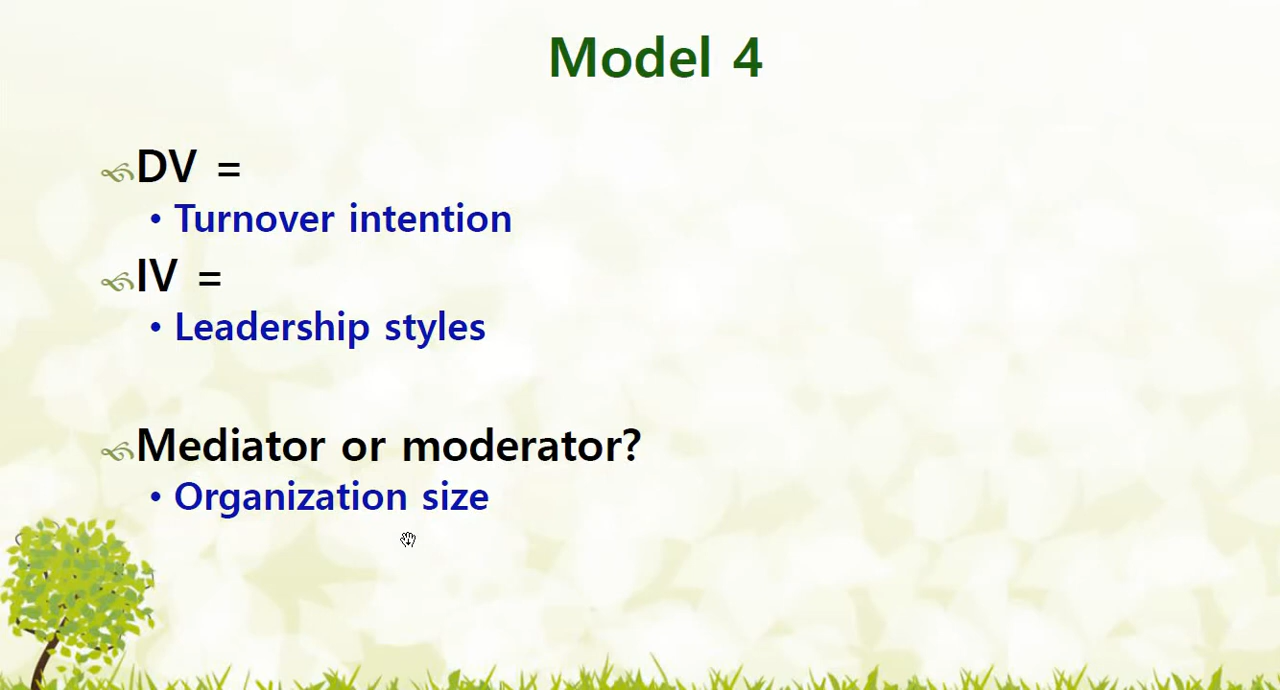 Model 4
DV =
• Turnover intention
IV =
• Leadership styles
Mediator or moderator?
• Organization size